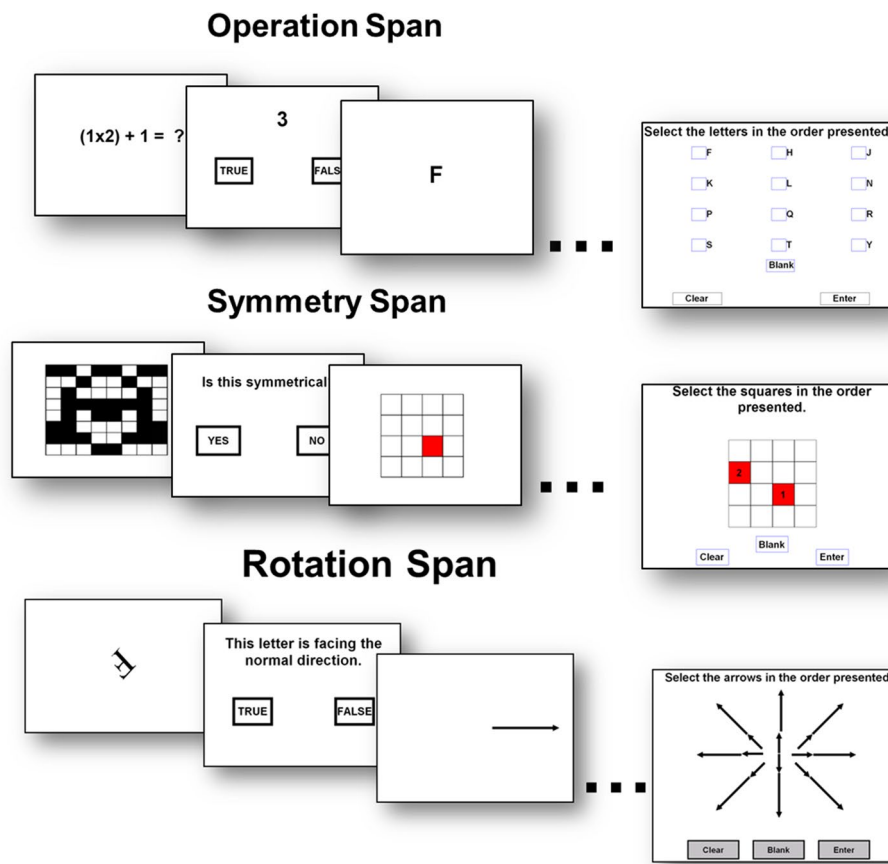 Operation Span
(1x2) + 1 = ?
3
TRUE FALS
F
Select the letters in the order presented
F H J
K L N
P Q R
S T Y
Blank
Clear Enter
Symmetry Span
Is this symmetrical
YES NO
Select the squares in the order
presented.
2
1
Blank
Clear Enter
Rotation Span
F
This letter is facing the
normal direction.
TRUE FALSE
Select the arrows in the order presented
Clear Blank Enter